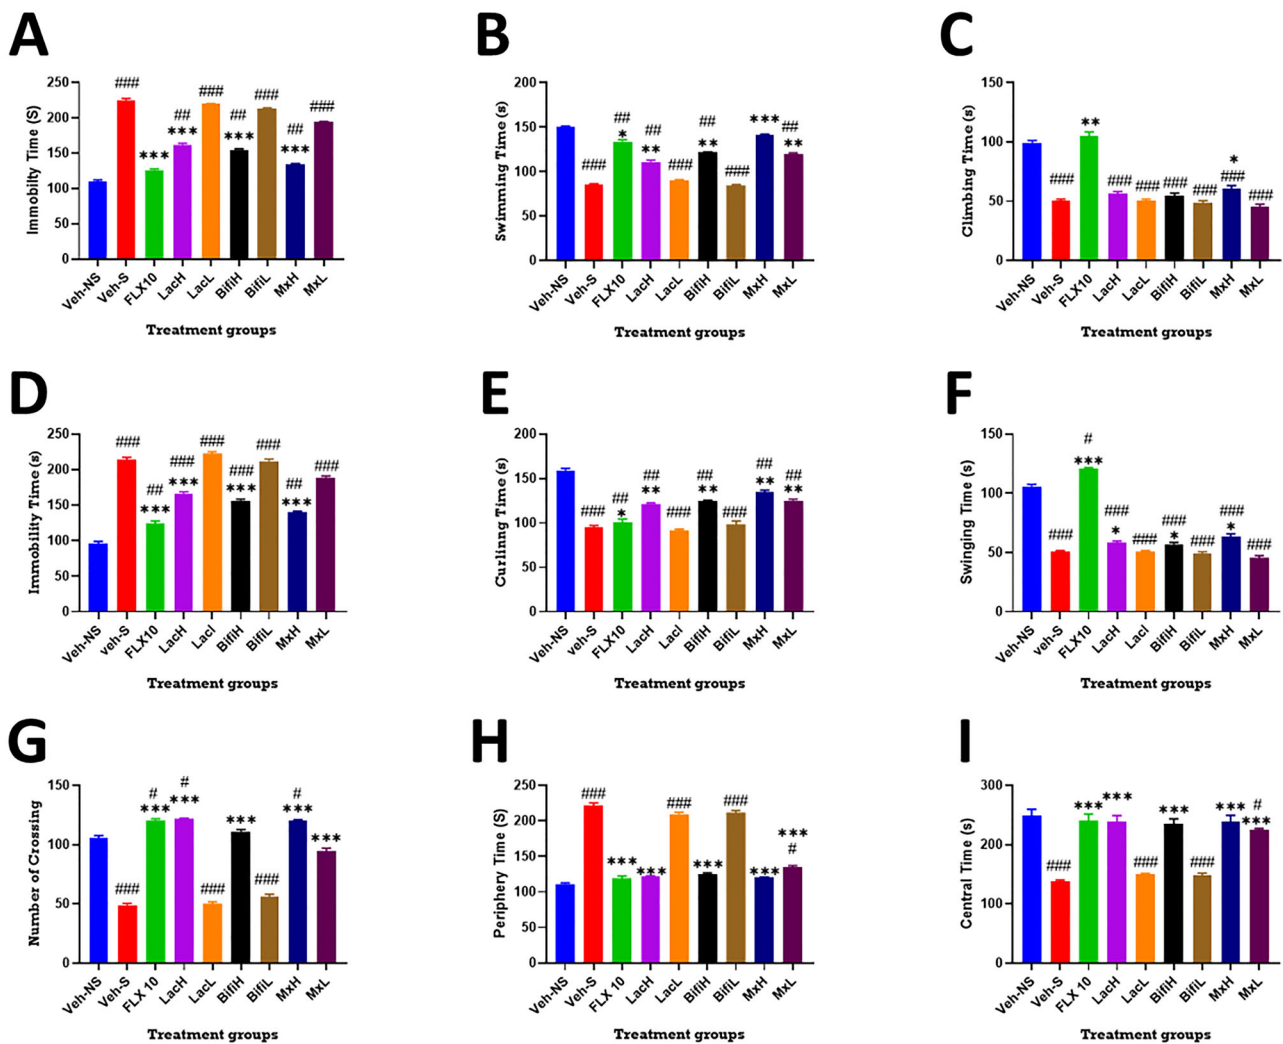 A
Immobility Time (S)
250
200
150
100
50
0
###
***
##
***
###
##
***
###
##
***
###
Veh-NS
Veh-S
FLX10
LacH
LacL
BifiH
BifiL
MxH
MxL
Treatment groups
B
Swimming Time (s)
200
150
100
50
0
###
##
*
##
**
###
##
**
###
***
##
**
Veh-NS
Veh-S
FLX10
LacH
LacL
BifiH
BifiL
MxH
MxL
Treatment groups
C
Climbing Time (s)
150
100
50
0
###
**
###
###
###
###
*
###
###
Veh-NS
Veh-S
FLX10
LacH
LacL
BifiH
BifiL
MxH
MxL
Treatment groups
D
Immobility Time (s)
250
200
150
100
50
0
###
##
***
###
***
###
###
***
###
##
***
###
Veh-NS
veh-S
FLX10
LacH
Lacl
BifiH
BifiL
MxH
MxL
Treatment groups
E
Curlinng Time (s)
200
150
100
50
0
###
##
*
##
**
###
##
**
###
##
**
##
**
Veh-NS
veh-S
FLX10
LacH
Lacl
BifiH
BifiL
MxH
MxL
Treatment groups
F
Swinging Time (s)
150
100
50
0
###
#
***
###
*
###
###
*
###
###
*
###
Veh-NS
veh-S
FLX10
LacH
Lacl
BifiH
BifiL
MxH
MxL
Treatment groups
G
Number of Crossing
150
100
50
0
###
#
***
#
***
###
***
###
#
***
***
Veh-NS
Veh-S
FLX 10
LacH
LacL
BifiH
BifiL
MxH
MxL
Treatment groups
H
Periphery Time (S)
250
200
150
100
50
0
###
***
***
###
***
###
***
***
#
Veh-NS
Veh-S
FLX 10
LacH
LacL
BifiH
BifiL
MxH
MxL
Treatment groups
I
Central Time (s)
300
200
100
0
###
***
***
###
***
###
***
#
***
Veh-NS
Veh-S
FLX 10
LacH
LacL
BifiH
BifiL
MxH
MxL
Treatment groups